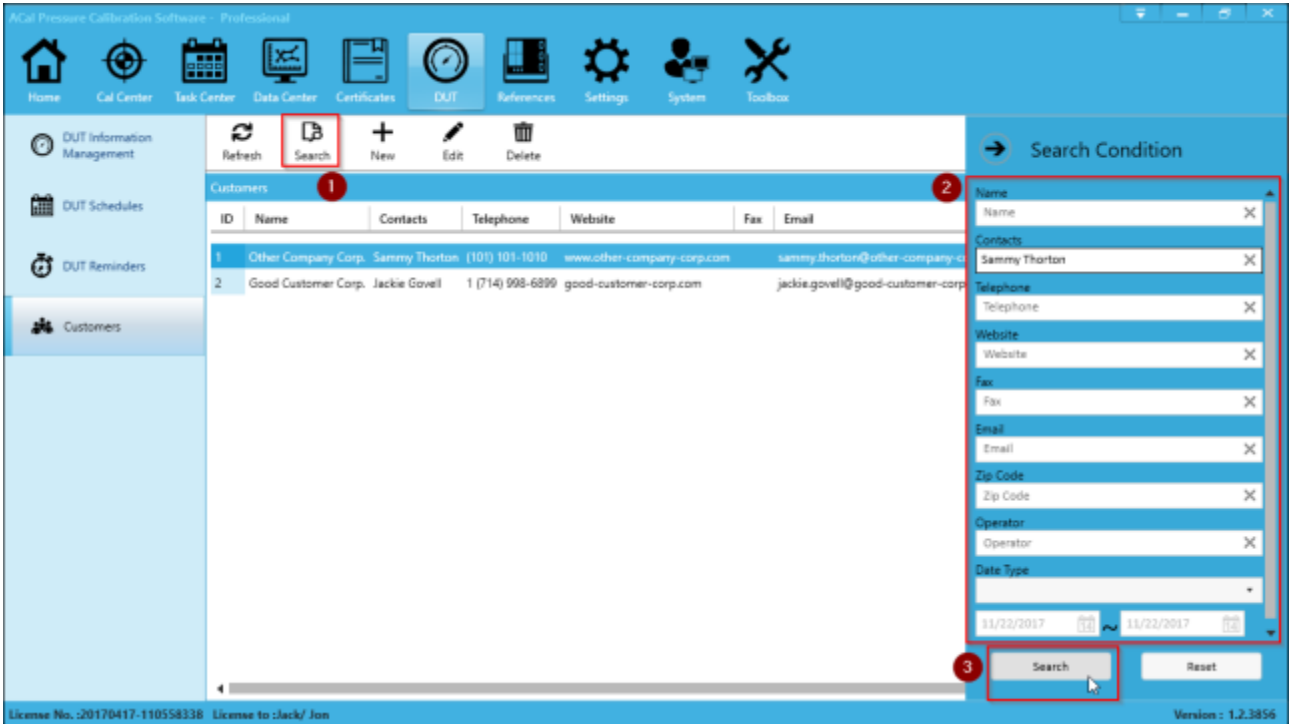 ACal Pressure Calibration Software - Professional
Home Cal Center Task Center Data Center Certificates DUT References Settings System Toolbox
DUT Information
Management
DUT Schedules
DUT Reminders
Customers
Refresh Search New Edit Delete
1
Customers
ID Name Contacts Telephone Website Fax Email
1 Other Company Corp. Sammy Thorton (101) 101-1010 www.other-company-corp.com sammy.thorton@other-company-c
2 Good Customer Corp. Jackie Govell 1 (714) 998-6899 good-customer-corp.com jackie.govell@good-customer-corp
Search Condition
2
Name
Name
Contacts
Sammy Thorton
Telephone
Telephone
Website
Website
Fax
Fax
Email
Email
Zip Code
Zip Code
Operator
Operator
Date Type
11/22/2017 14 ~ 11/22/2017 14
3
Search Reset
License No. :20170417-110558338 License to :Jack/ Jon
Version : 1.2.3856